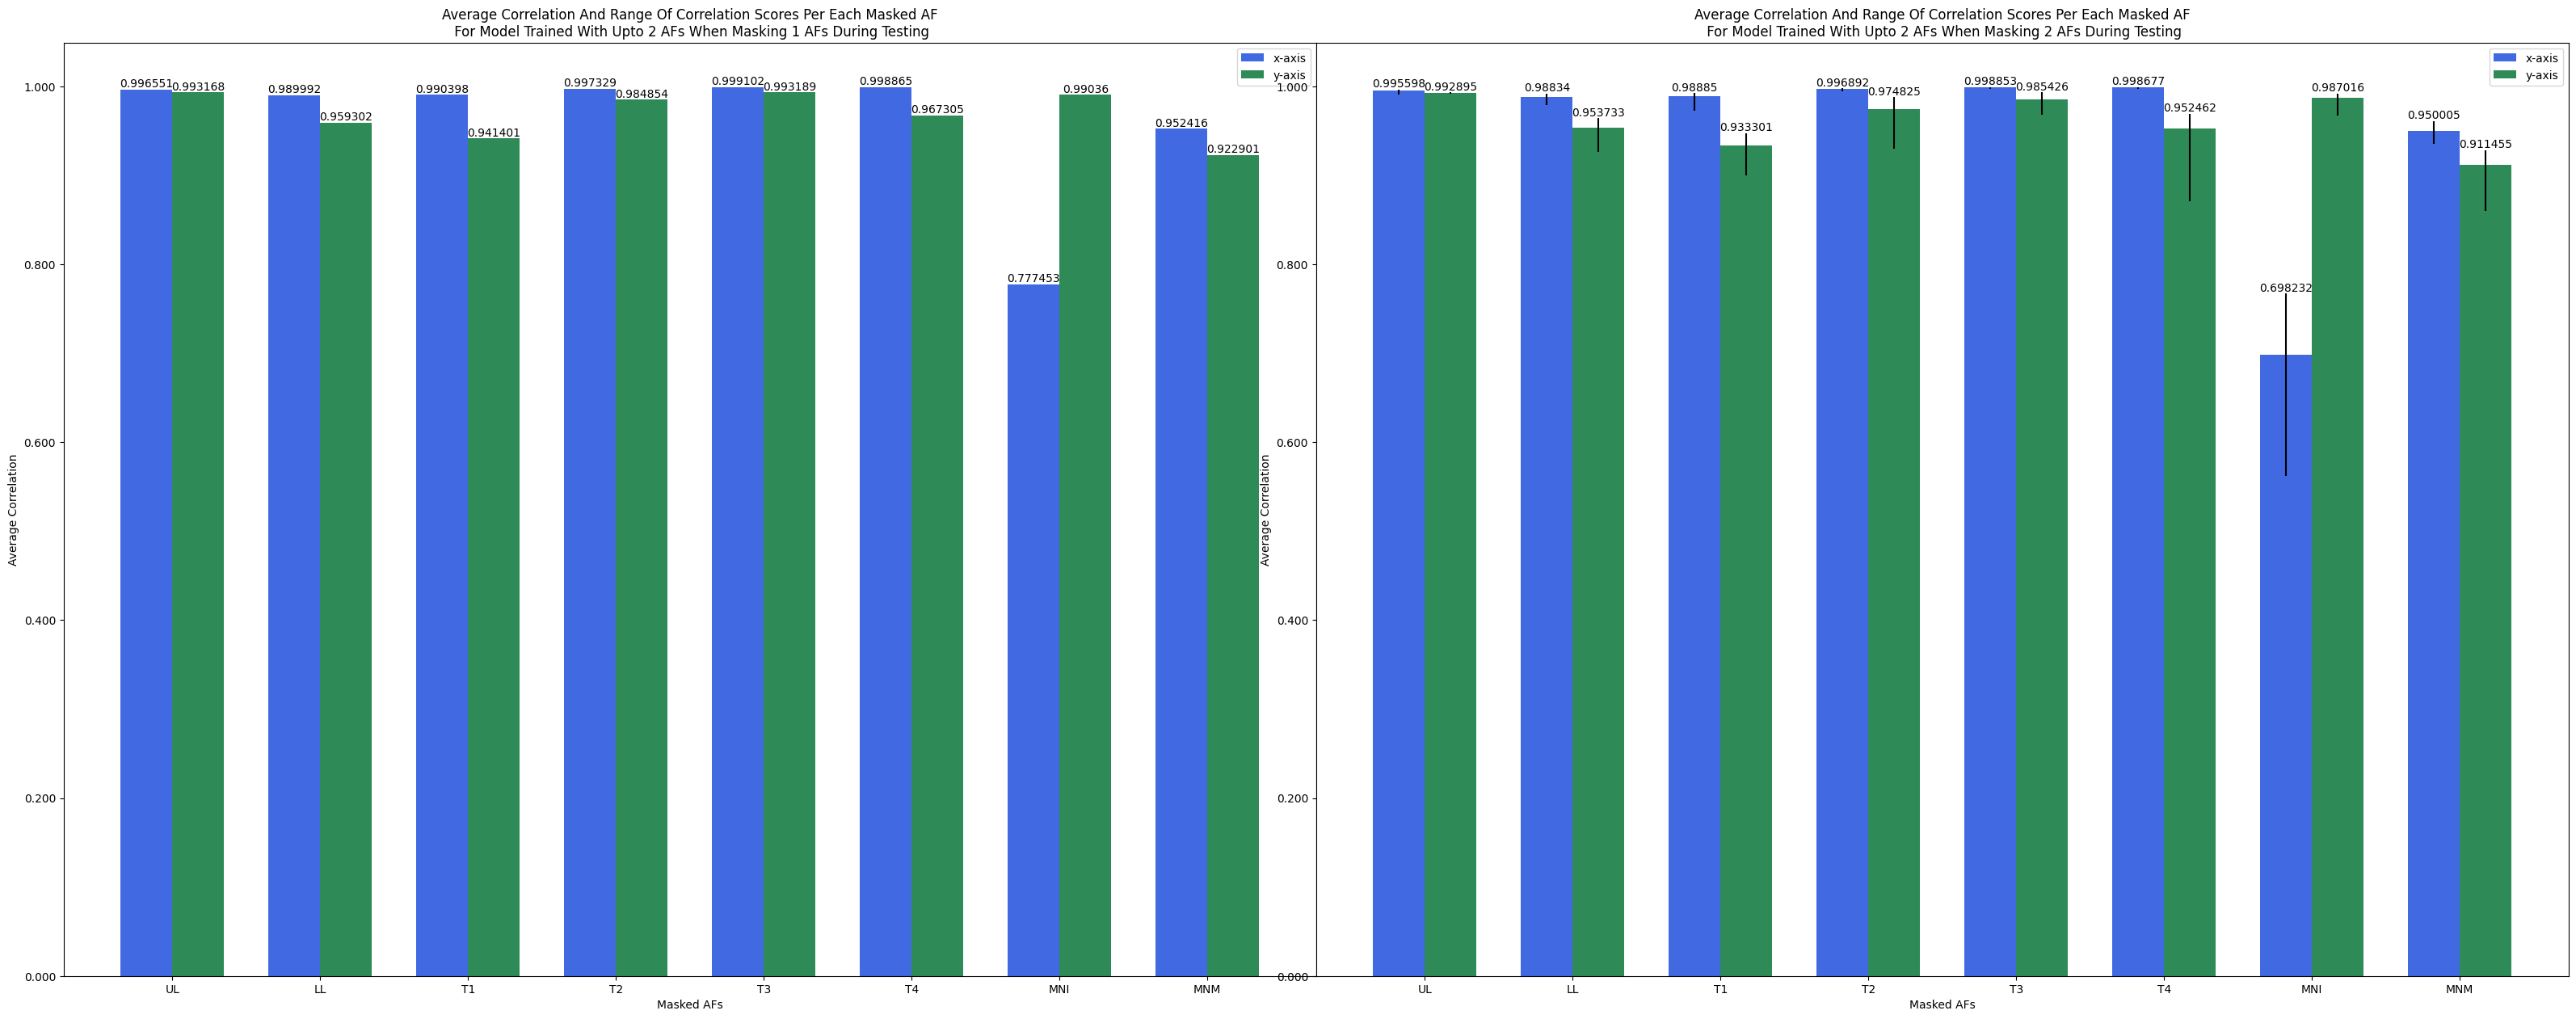 Average Correlation And Range Of Correlation Scores Per Each Masked AF
For Model Trained With Upto 2 AFs When Masking 1 AFs During Testing
x-axis
y-axis
0.996551
0.993168
0.989992
0.959302
0.990398
0.941401
0.997329
0.984854
0.999102
0.993189
0.998865
0.967305
0.777453
0.99036
0.952416
0.922901
1.000
0.800
0.600
0.400
0.200
0.000
Average Correlation
UL
LL
T1
T2
T3
T4
MNI
MNM
Masked AFs
Average Correlation And Range Of Correlation Scores Per Each Masked AF
For Model Trained With Upto 2 AFs When Masking 2 AFs During Testing
x-axis
y-axis
0.995598
0.992895
0.98834
0.953733
0.98885
0.933301
0.996892
0.974825
0.998853
0.985426
0.998677
0.952462
0.698232
0.987016
0.950005
0.911455
1.000
0.800
0.600
0.400
0.200
0.000
Average Correlation
UL
LL
T1
T2
T3
T4
MNI
MNM
Masked AFs